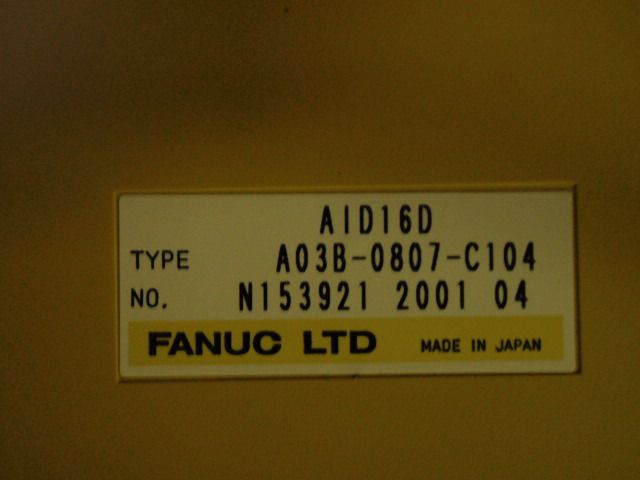 AID16D
TYPE A03B-0807-C104
NO. N153921 2001 04
FANUC LTD MADE IN JAPAN